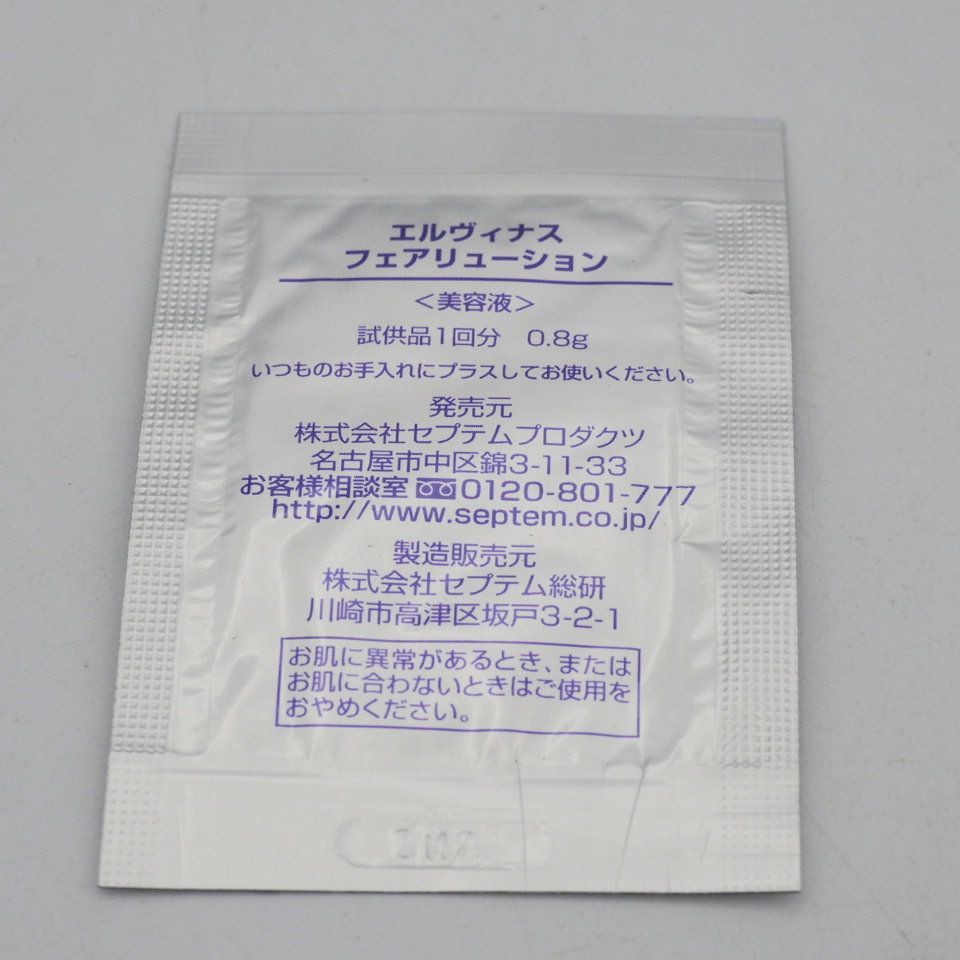 エルヴィナス
フェアリューション
＜美容液＞
試供品1回分　0.8g
いつものお手入れにプラスしてお使いください。
発売元
株式会社セプテムプロダクツ
名古屋市中区錦3-11-33
お客様相談室 0120-801-777
http://www.septem.co.jp/
製造販売元
株式会社セプテム総研
川崎市高津区坂戸3-2-1
お肌に異常があるとき、または
お肌に合わないときはご使用を
おやめください。